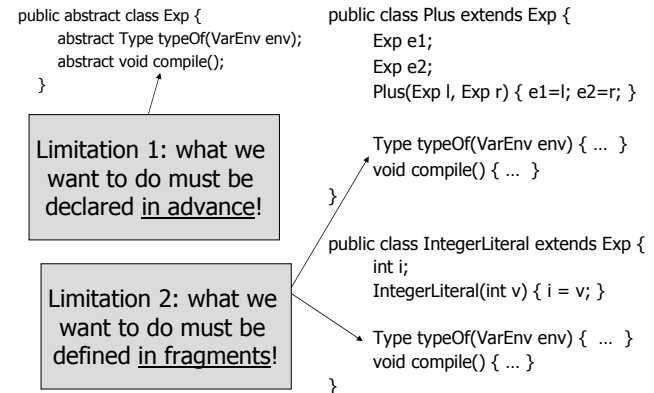 public abstract class Exp {
abstract Type typeOf(VarEnv env);
abstract void compile();
}
Limitation 1: what we
want to do must be
declared in advance!
Limitation 2: what we
want to do must be
defined in fragments!
public class Plus extends Exp {
Exp e1;
Exp e2;
Plus(Exp l, Exp r) { e1=l; e2=r; }
Type typeOf(VarEnv env) { ... }
void compile() { ... }
}
public class IntegerLiteral extends Exp {
int i;
IntegerLiteral(int v) { i = v; }
Type typeOf(VarEnv env) { ... }
void compile() { ... }
}